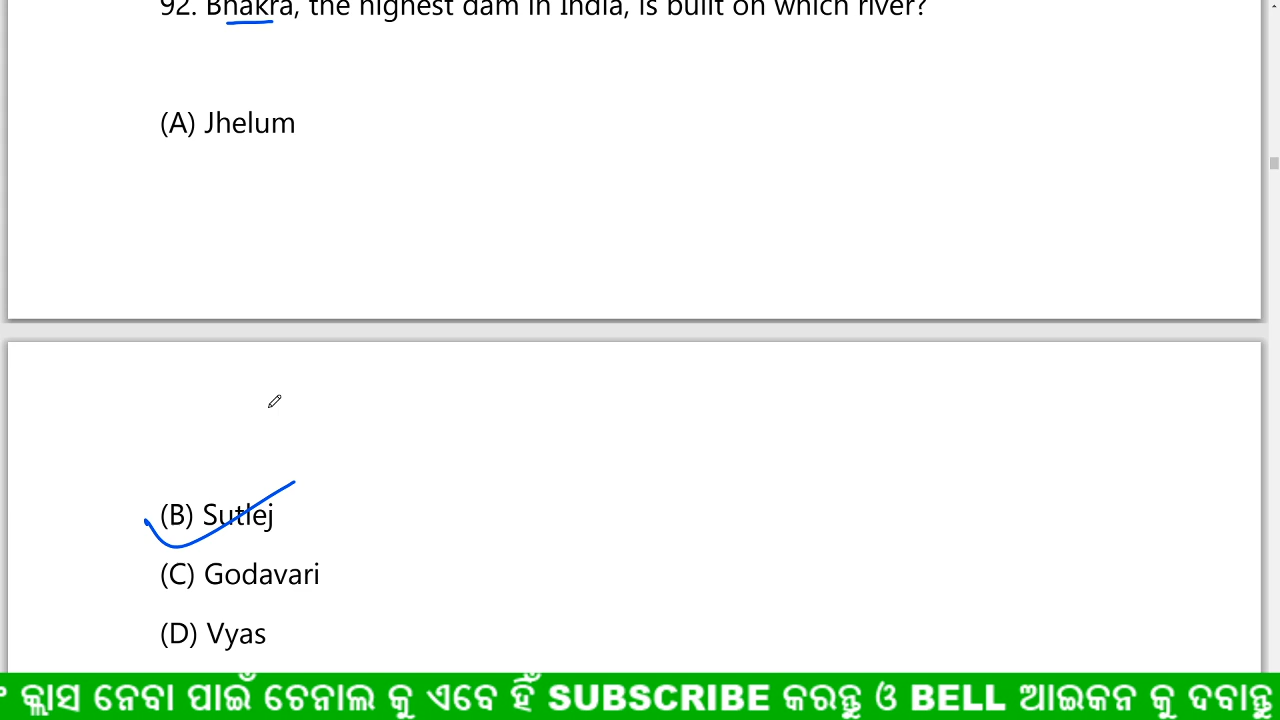 92. Bhakra, the highest dam in India, is built on which river?
(A) Jhelum
(B) Sutlej
(C) Godavari
(D) Vyas
କ୍ଲାସ ନେବା ପାଇଁ ଚେନାଲ କୁ ଏବେ ହିଁ SUBSCRIBE କରନ୍ତୁ ଓ BELL ଆଇକନ କୁ ଦବାନ୍ତୁ